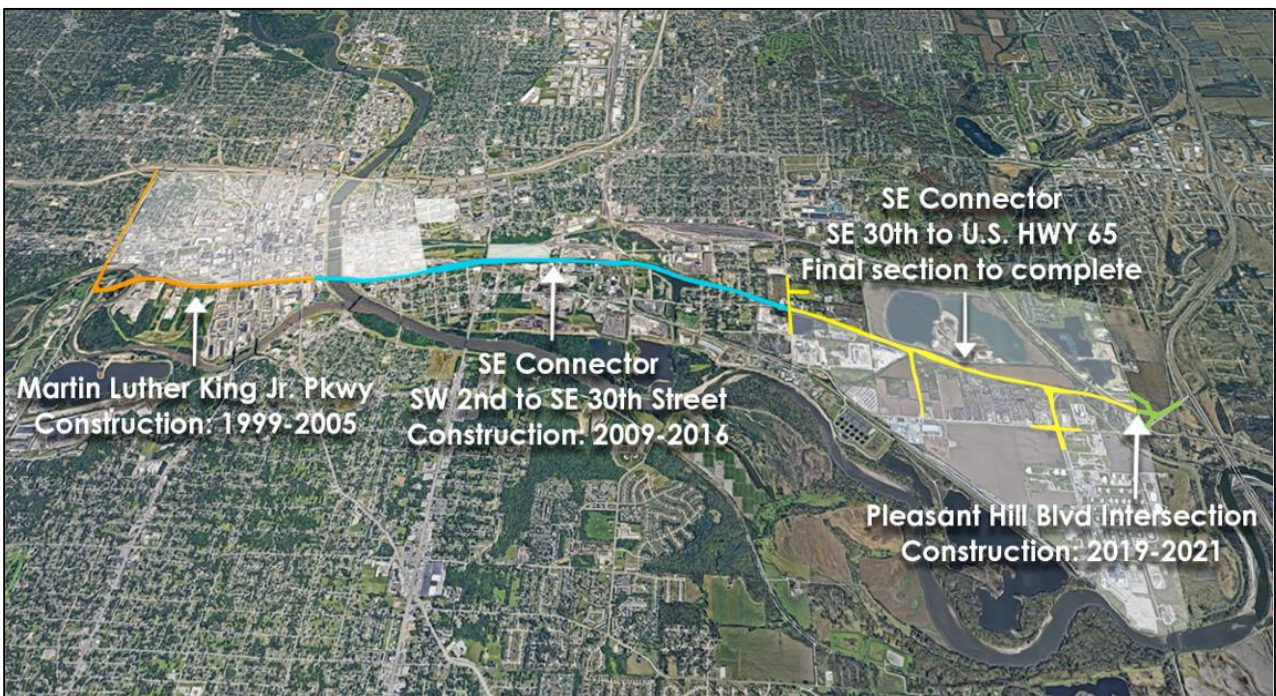 SE Connector
SE 30th to U.S. HWY 65
Final section to complete
Martin Luther King Jr. Pkwy
Construction: 1999-2005
SE Connector
SW 2nd to SE 30th Street
Construction: 2009-2016
Pleasant Hill Blvd Intersection
Construction: 2019-2021